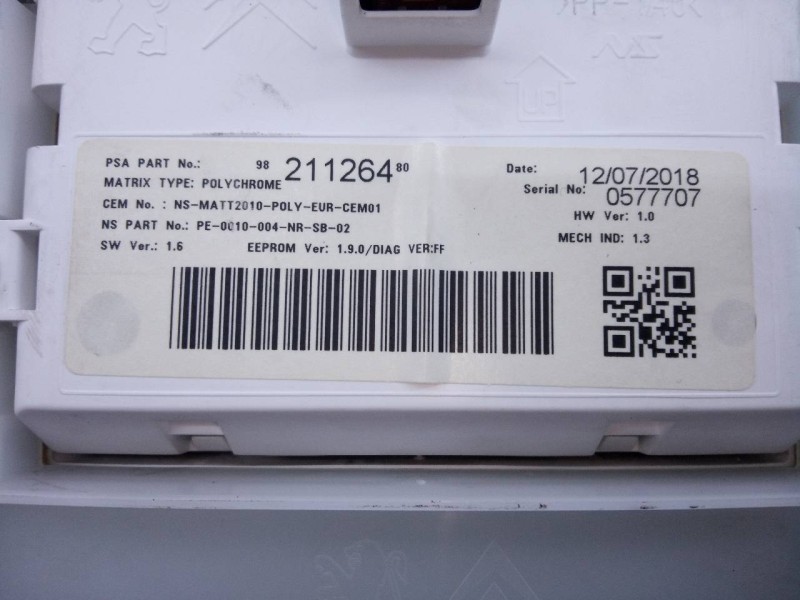 PSA PART No.: 98 211264 80
Date: 12/07/2018
MATRIX TYPE: POLYCHROME
Serial No: 0577707
CEM No.: NS-MATT2010-POLY-EUR-CEM01
HW Ver: 1.0
NS PART No.: PE-0010-004-NR-SB-02
MECH IND: 1.3
SW Ver.: 1.6 EEPROM Ver: 1.9.0/DIAG VER:FF